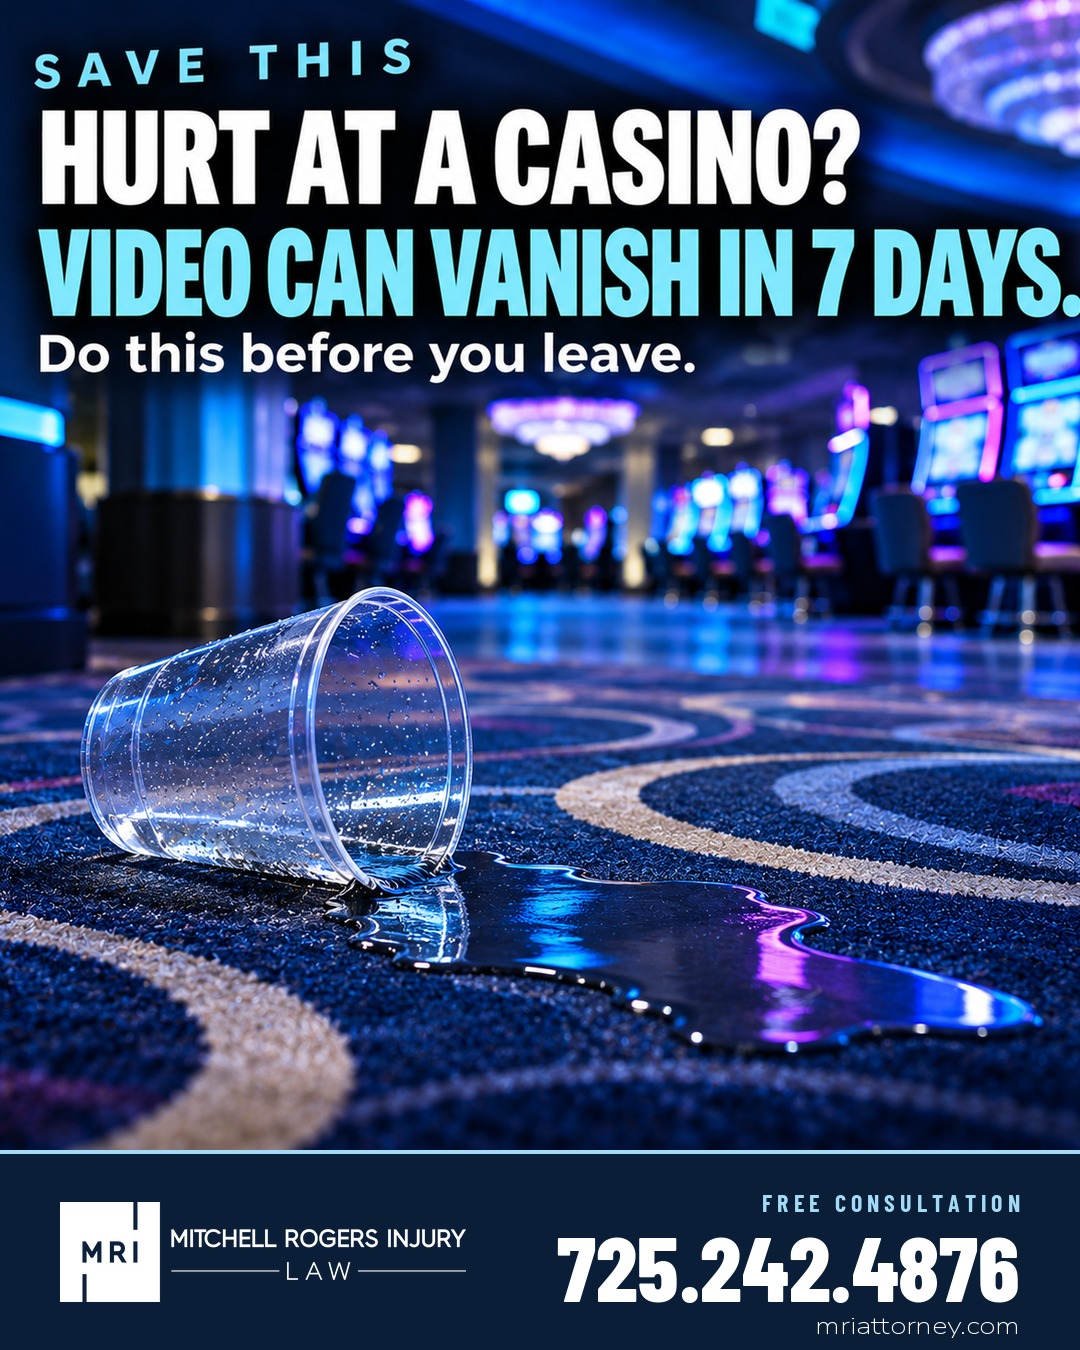 SAVE THIS
HURT AT A CASINO?
VIDEO CAN VANISH IN 7 DAYS.
Do this before you leave.
MRI
MITCHELL ROGERS INJURY
LAW
FREE CONSULTATION
725.242.4876
mriattorney.com